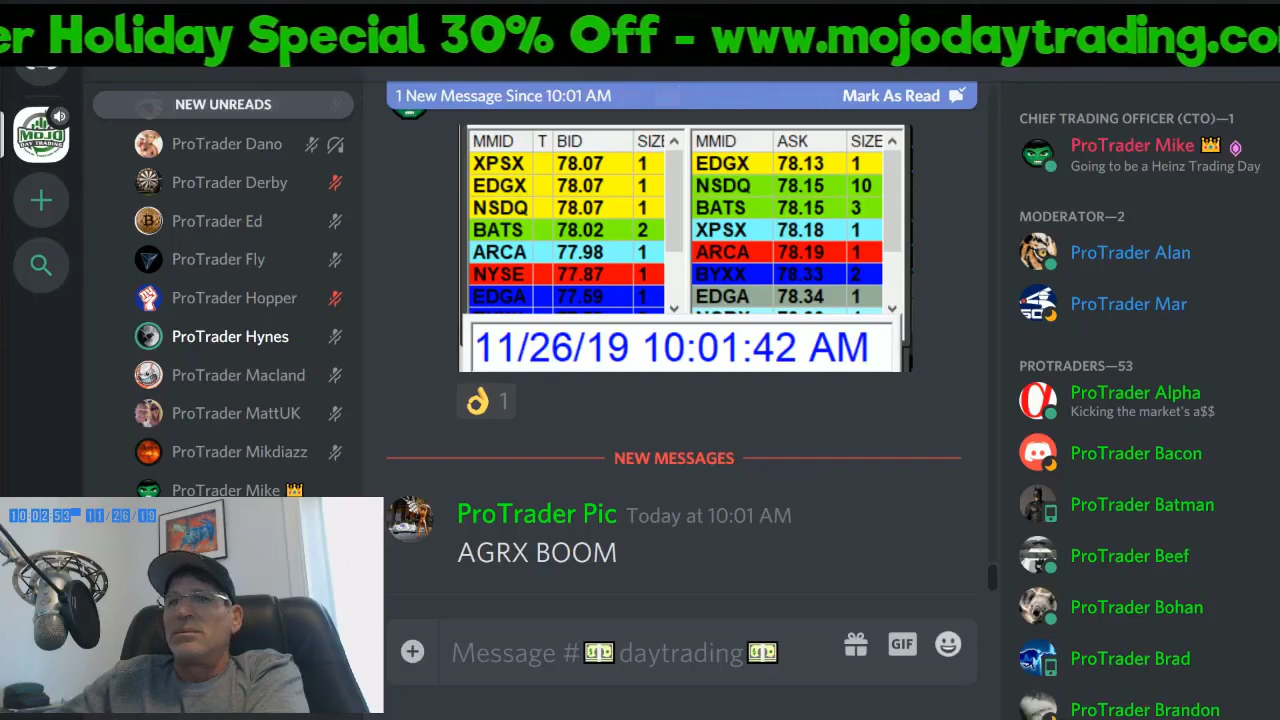 er Holiday Special 30% Off - www.mojodaytrading.co
NEW UNREADS
MOJO
DAY TRADING
ProTrader Dano
ProTrader Derby
ProTrader Ed
ProTrader Fly
ProTrader Hopper
ProTrader Hynes
ProTrader Macland
ProTrader MattUK
ProTrader Mikdiazz
ProTrader Mike
10:02:53 11/26/19
1 New Message Since 10:01 AM Mark As Read
MMID T BID SIZE MMID ASK SIZE
XPSX 78.07 1 EDGX 78.13 1
EDGX 78.07 1 NSDQ 78.15 10
NSDQ 78.07 1 BATS 78.15 3
BATS 78.02 2 XPSX 78.18 1
ARCA 77.98 1 ARCA 78.19 1
NYSE 77.87 1 BYXX 78.33 2
EDGA 77.59 1 EDGA 78.34 1
11/26/19 10:01:42 AM
👌 1
NEW MESSAGES
ProTrader Pic Today at 10:01 AM
AGRX BOOM
Message # 💵 daytrading 💵
GIF
CHIEF TRADING OFFICER (CTO)—1
ProTrader Mike
Going to be a Heinz Trading Day
MODERATOR—2
ProTrader Alan
ProTrader Mar
PROTRADERS—53
ProTrader Alpha
Kicking the market's a$$
ProTrader Bacon
ProTrader Batman
ProTrader Beef
ProTrader Bohan
ProTrader Brad
ProTrader Brandon